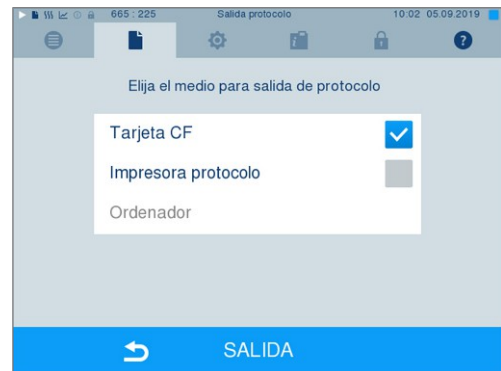 665 : 225 Salida protocolo 10:02 05.09.2019
Elija el medio para salida de protocolo
Tarjeta CF
Impresora protocolo
Ordenador
SALIDA